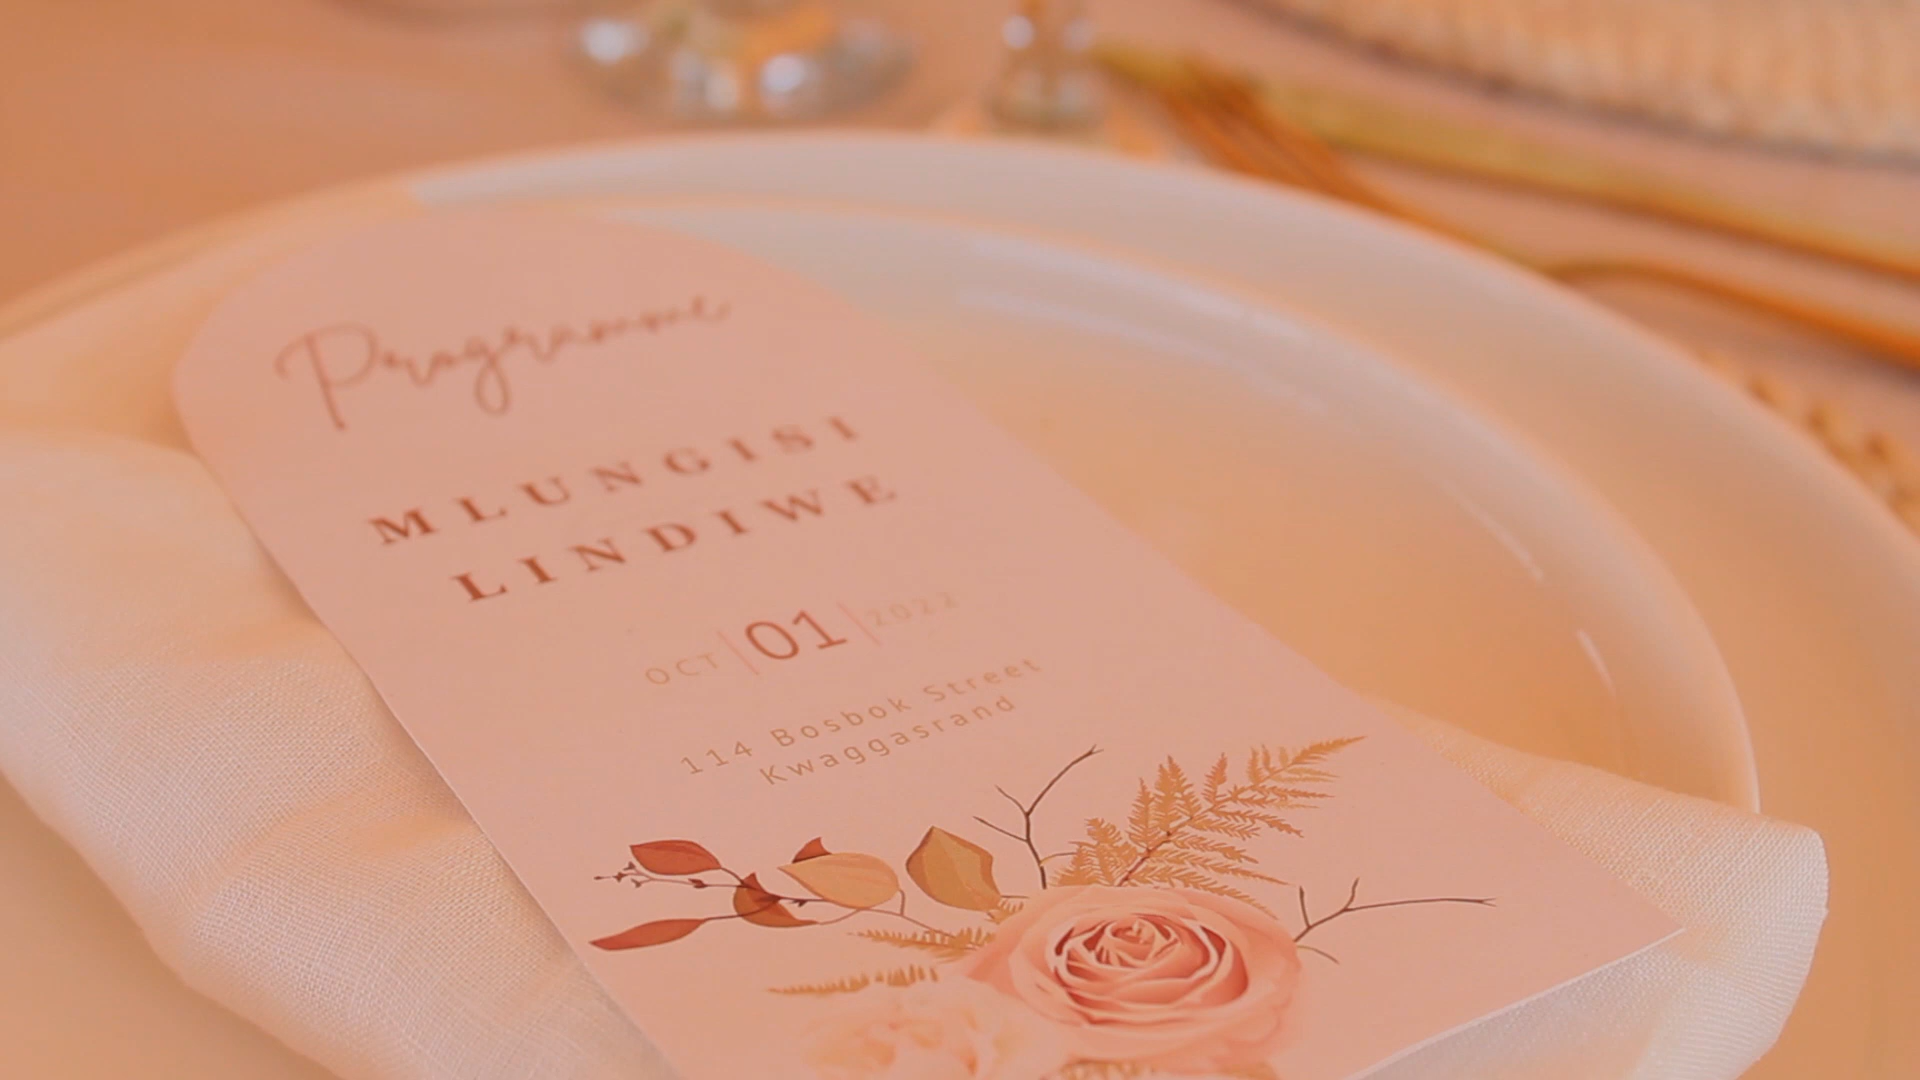 Programme
MLUNGISI
LINDIWE
OCT | 01 | 2022
114 Bosbok Street
Kwaggasrand